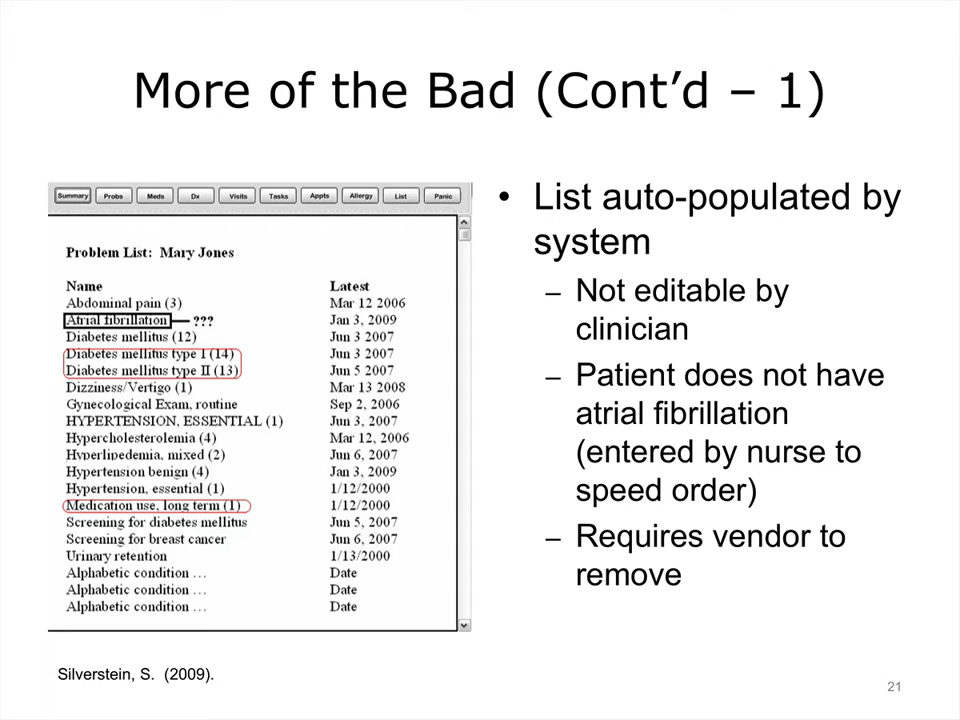 More of the Bad (Cont’d – 1)
Summary Probs Meds Dx Visits Tasks Appts Allergy List Panic
Problem List: Mary Jones
Name Latest
Abdominal pain (3) Mar 12 2006
Atrial fibrillation ??? Jan 3, 2009
Diabetes mellitus (12) Jun 3 2007
Diabetes mellitus type I (14) Jun 3 2007
Diabetes mellitus type II (13) Jun 5 2007
Dizziness/Vertigo (1) Mar 13 2008
Gynecological Exam, routine Sep 2, 2006
HYPERTENSION, ESSENTIAL (1) Jun 3, 2007
Hypercholesterolemia (4) Mar 12, 2006
Hyperlipedemia, mixed (2) Jun 6, 2007
Hypertension benign (4) Jan 3, 2009
Hypertension, essential (1) 1/12/2000
Medication use, long term (1) 1/12/2000
Screening for diabetes mellitus Jun 5, 2007
Screening for breast cancer Jun 6, 2007
Urinary retention 1/13/2000
Alphabetic condition ... Date
Alphabetic condition ... Date
Alphabetic condition ... Date
• List auto-populated by
system
– Not editable by
clinician
– Patient does not have
atrial fibrillation
(entered by nurse to
speed order)
– Requires vendor to
remove
Silverstein, S. (2009).
21